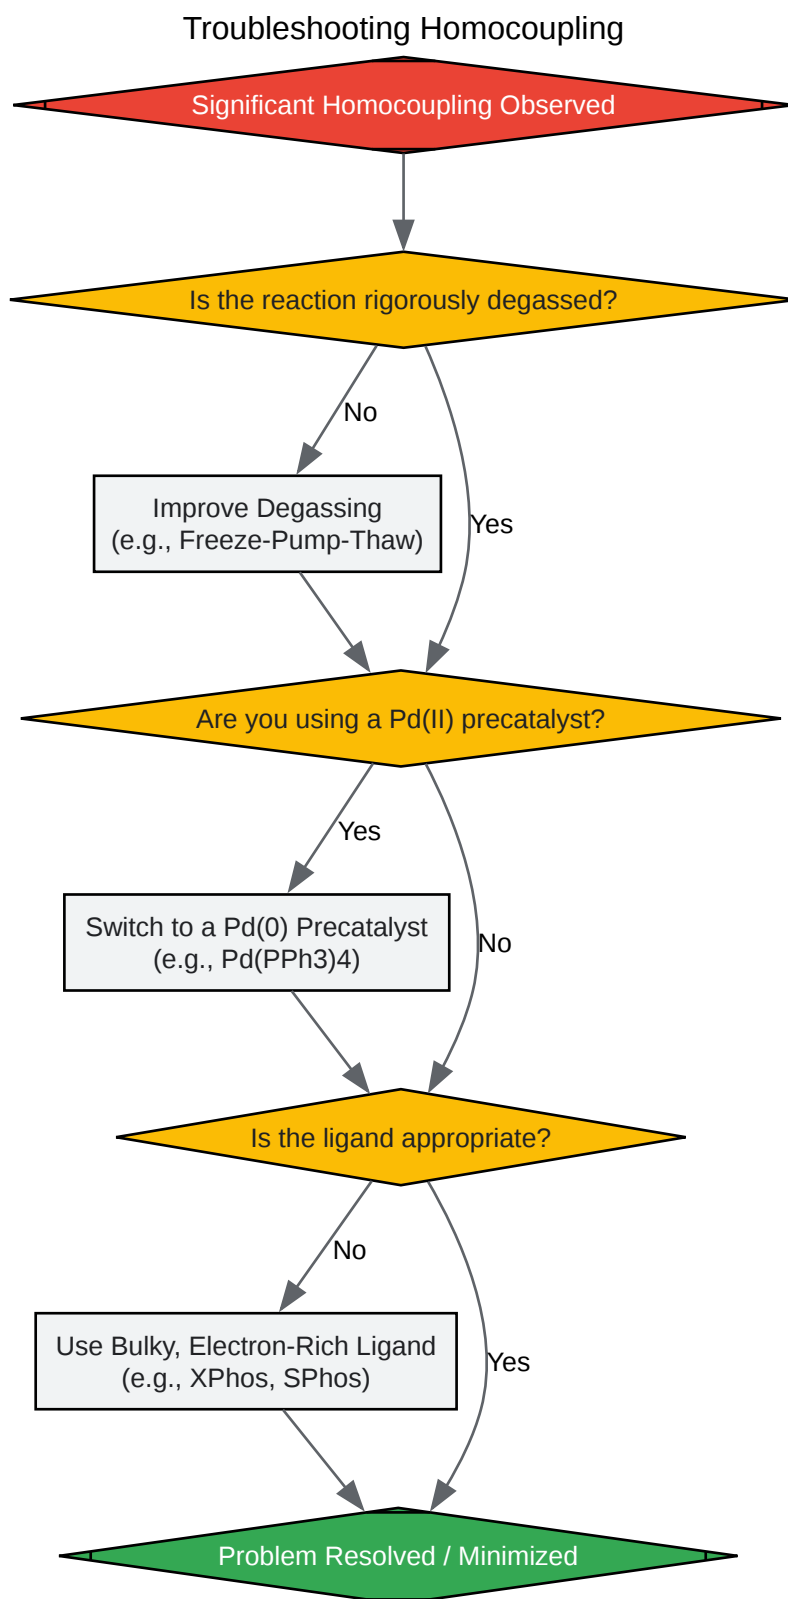 Troubleshooting Homocoupling
Significant Homocoupling Observed
Is the reaction rigorously degassed?
No
Improve Degassing
(e.g., Freeze-Pump-Thaw)
Yes
Are you using a Pd(II) precatalyst?
Yes
Switch to a Pd(0) Precatalyst
(e.g., Pd(PPh3)4)
No
Is the ligand appropriate?
No
Use Bulky, Electron-Rich Ligand
(e.g., XPhos, SPhos)
Yes
Problem Resolved / Minimized